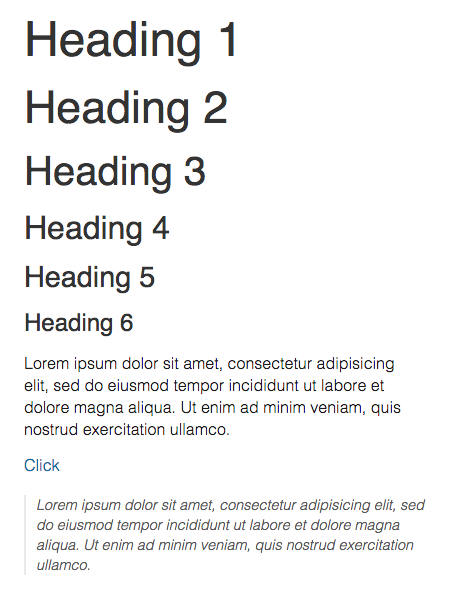 Heading 1
Heading 2
Heading 3
Heading 4
Heading 5
Heading 6
Lorem ipsum dolor sit amet, consectetur adipisicing
elit, sed do eiusmod tempor incididunt ut labore et
dolore magna aliqua. Ut enim ad minim veniam, quis
nostrud exercitation ullamco.
Click
Lorem ipsum dolor sit amet, consectetur adipisicing elit, sed
do eiusmod tempor incididunt ut labore et dolore magna
aliqua. Ut enim ad minim veniam, quis nostrud exercitation
ullamco.